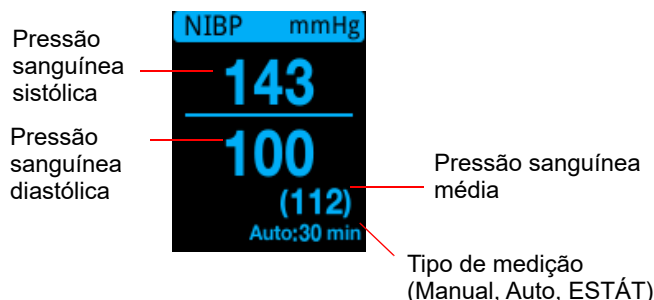 Pressão
sanguínea
sistólica
NIBP mmHg
143
Pressão
sanguínea
diastólica
100
(112)
Auto:30 min
Pressão sanguínea
média
Tipo de medição
(Manual, Auto, ESTÁT)